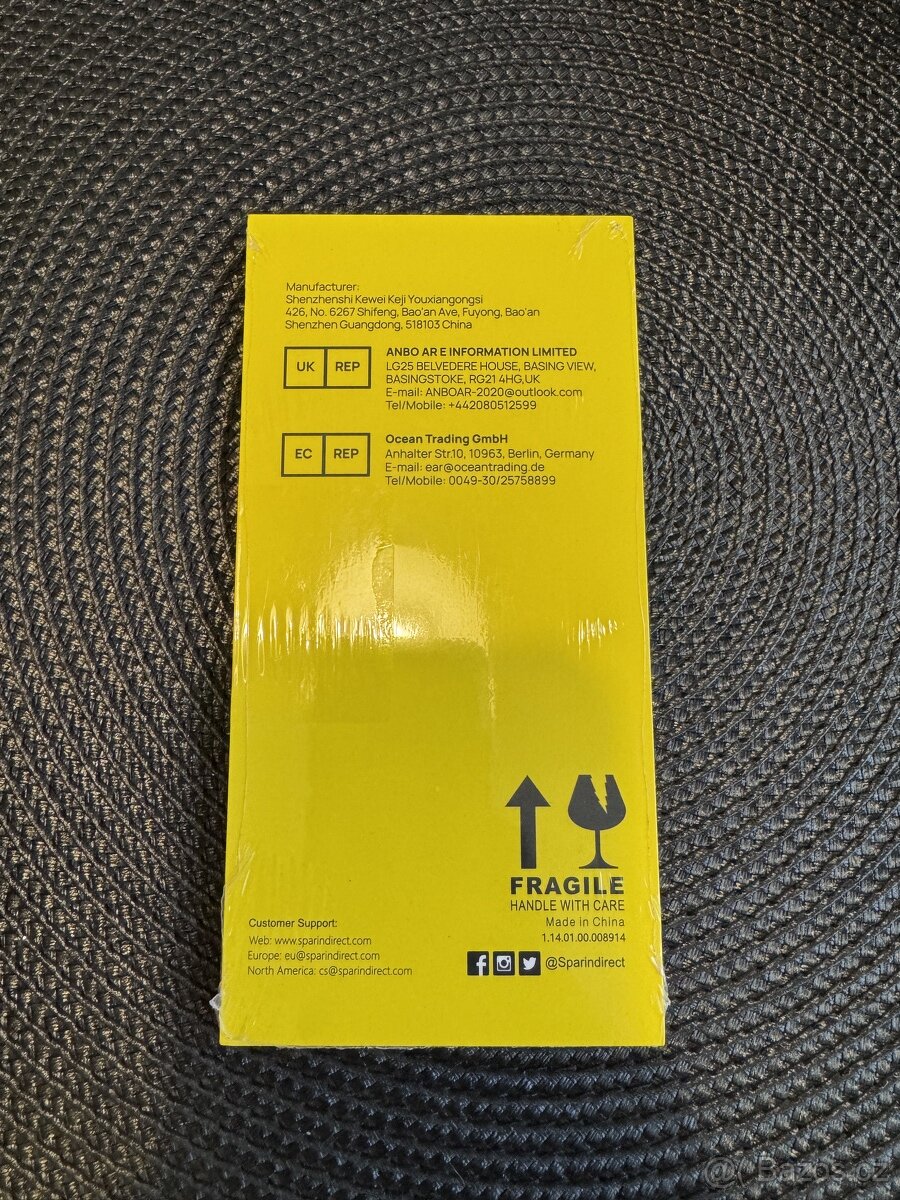 Manufacturer:
Shenzhenshi Kewei Keji Youxiangongsi
426, No. 6267 Shifeng, Bao'an Ave, Fuyong, Bao'an
Shenzhen Guangdong, 518103 China
UK REP
ANBO AR E INFORMATION LIMITED
LG25 BELVEDERE HOUSE, BASING VIEW,
BASINGSTOKE, RG21 4HG,UK
E-mail: ANBOAR-2020@outlook.com
Tel/Mobile: +442080512599
EC REP
Ocean Trading GmbH
Anhalter Str.10, 10963, Berlin, Germany
E-mail: ear@oceantrading.de
Tel/Mobile: 0049-30/25758899
FRAGILE
HANDLE WITH CARE
Made in China
1.14.01.00.008914
@Sparindirect
Customer Support:
Web: www.sparindirect.com
Europe: eu@sparindirect.com
North America: cs@sparindirect.com
@ Bazos.cz